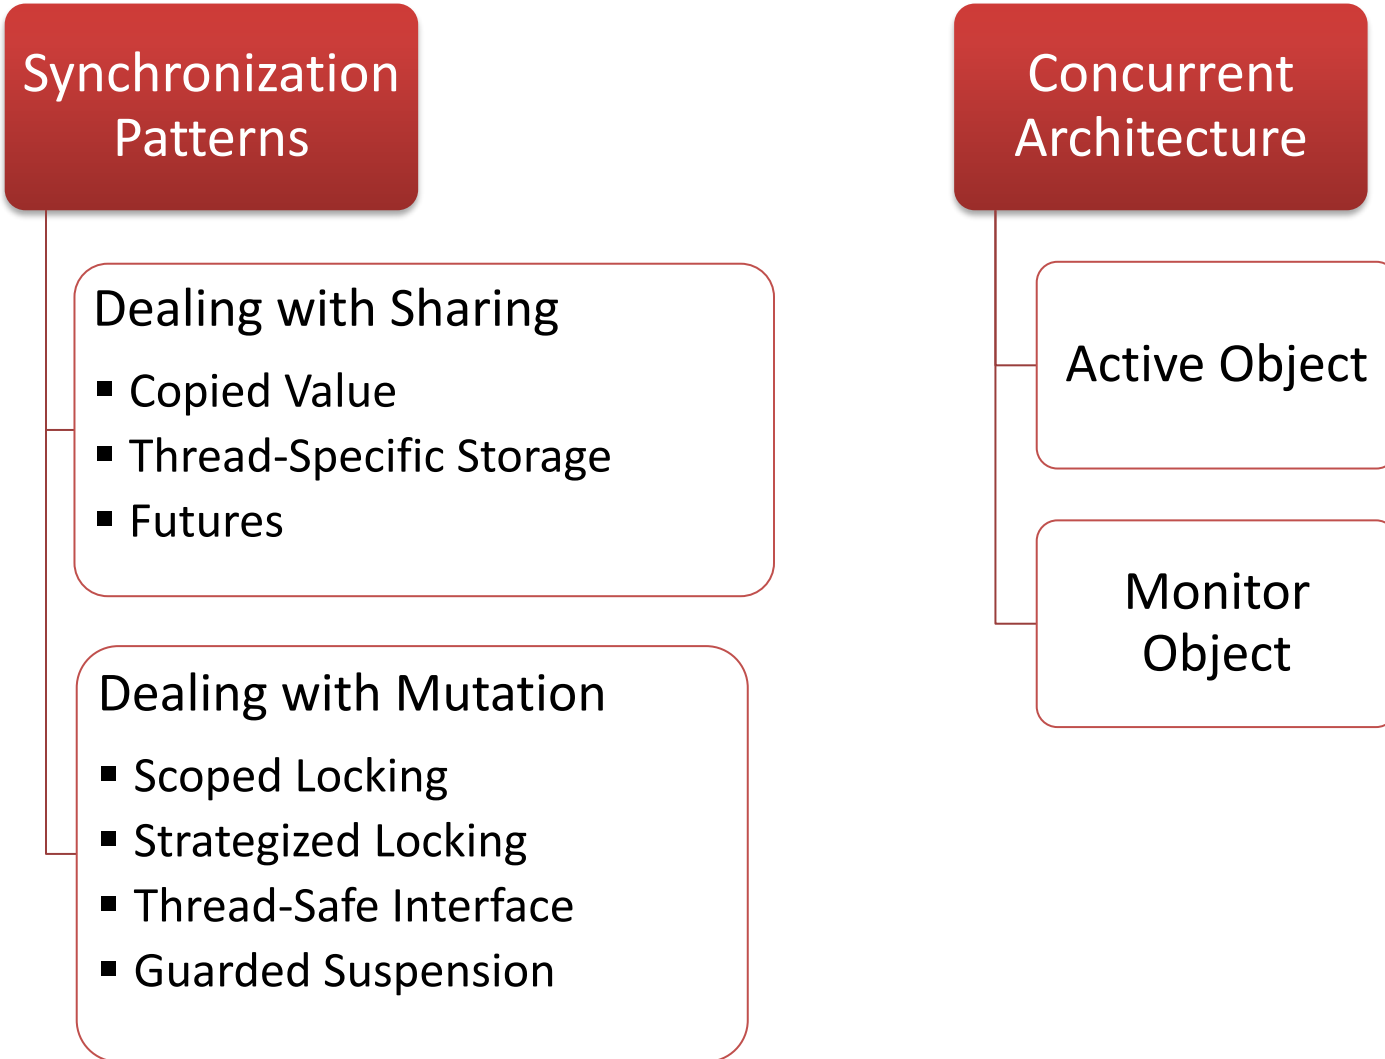 Synchronization
Patterns
Dealing with Sharing
▪ Copied Value
▪ Thread-Specific Storage
▪ Futures
Dealing with Mutation
▪ Scoped Locking
▪ Strategized Locking
▪ Thread-Safe Interface
▪ Guarded Suspension
Concurrent
Architecture
Active Object
Monitor
Object